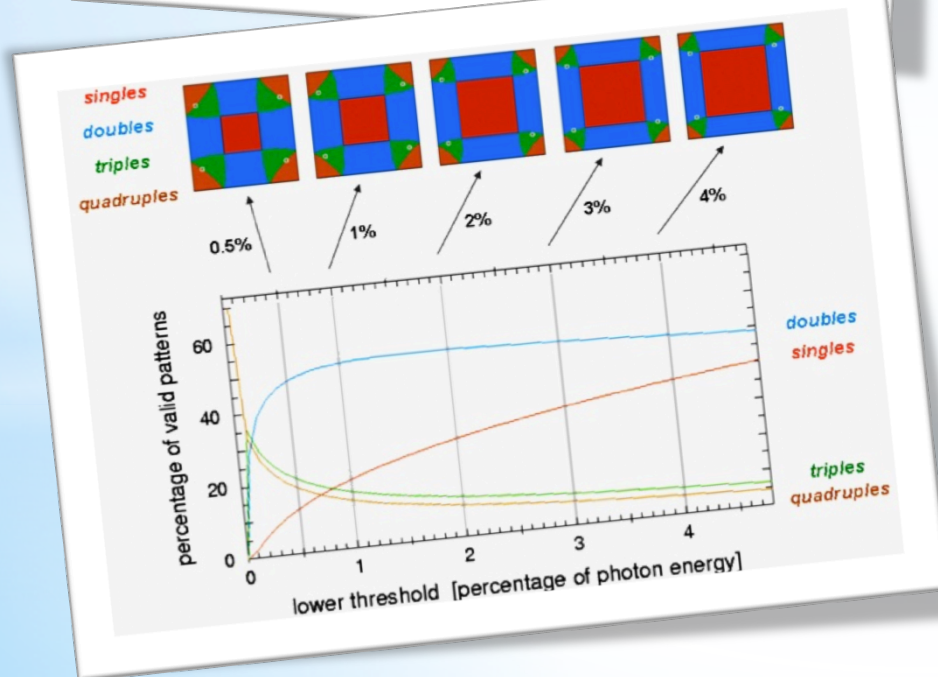 singles
doubles
triples
quadruples
0.5%
1%
2%
3%
4%
percentage of valid patterns
60
40
20
0
doubles
singles
triples
quadruples
0
1
2
3
4
lower threshold [percentage of photon energy]